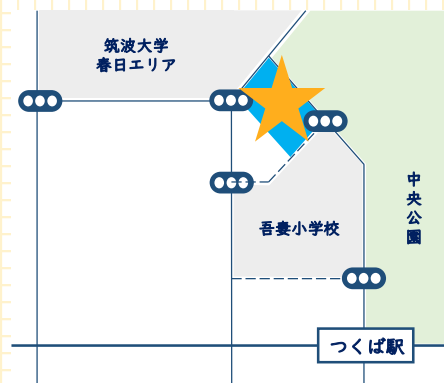 筑波大学
春日エリア
中央公園
吾妻小学校
つくば駅